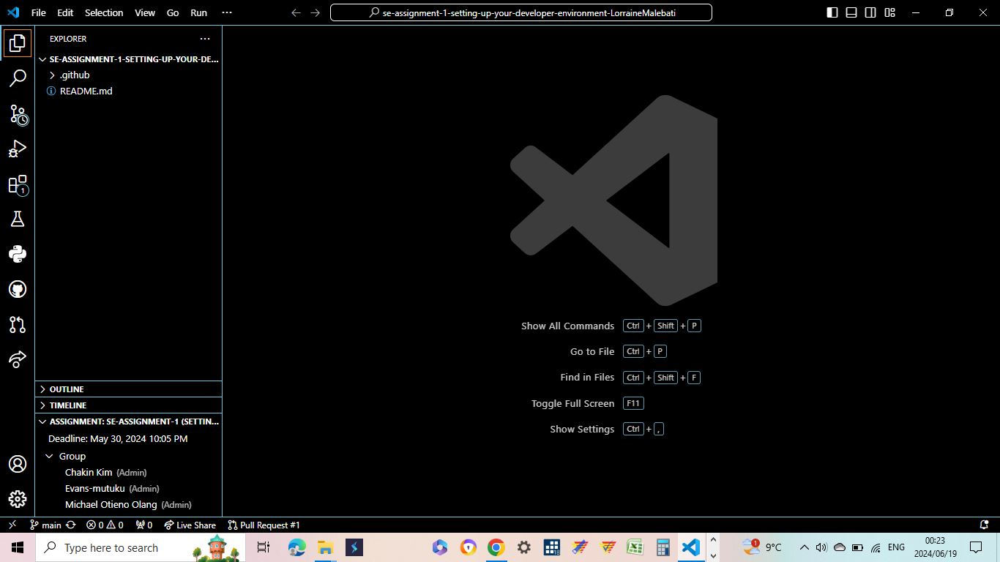 File Edit Selection View Go Run ···
se-assignment-1-setting-up-your-developer-environment-LorraineMalebati
EXPLORER ···
SE-ASSIGNMENT-1-SETTING-UP-YOUR-DE...
.github
README.md
1
Show All Commands Ctrl + Shift + P
Go to File Ctrl + P
Find in Files Ctrl + Shift + F
Toggle Full Screen F11
Show Settings Ctrl + ,
OUTLINE
TIMELINE
ASSIGNMENT: SE-ASSIGNMENT-1 (SETTIN...
Deadline: May 30, 2024 10:05 PM
Group
Chakin Kim (Admin)
Evans-mutuku (Admin)
Michael Otieno Olang (Admin)
main 0 0 0 Live Share Pull Request #1
Type here to search
18
1
9°C
ENG
00:23
2024/06/19